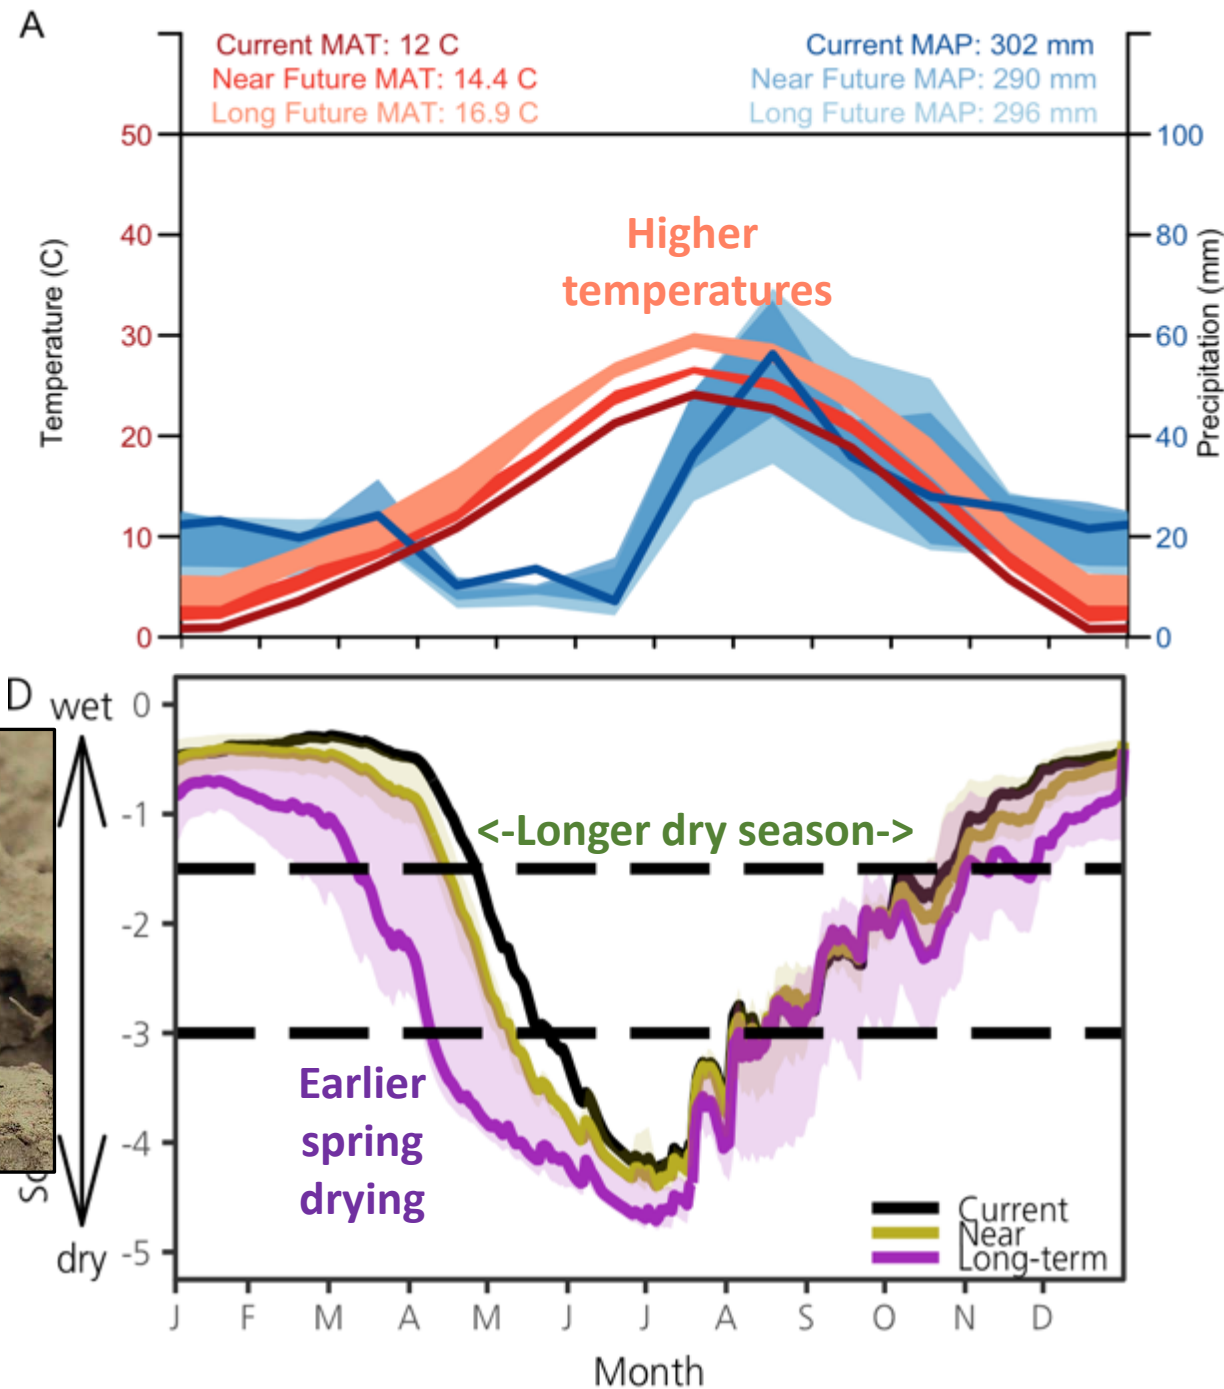 A
Current MAT: 12 C
Near Future MAT: 14.4 C
Long Future MAT: 16.9 C
Current MAP: 302 mm
Near Future MAP: 290 mm
Long Future MAP: 296 mm
Temperature (C)
50
40
30
20
10
0
Higher
temperatures
Precipitation (mm)
100
80
60
40
20
0
D
wet
dry
0
-1
-2
-3
-4
-5
<-Longer dry season->
Earlier
spring
drying
Current
Near
Long-term
J F M A M J J A S O N D
Month